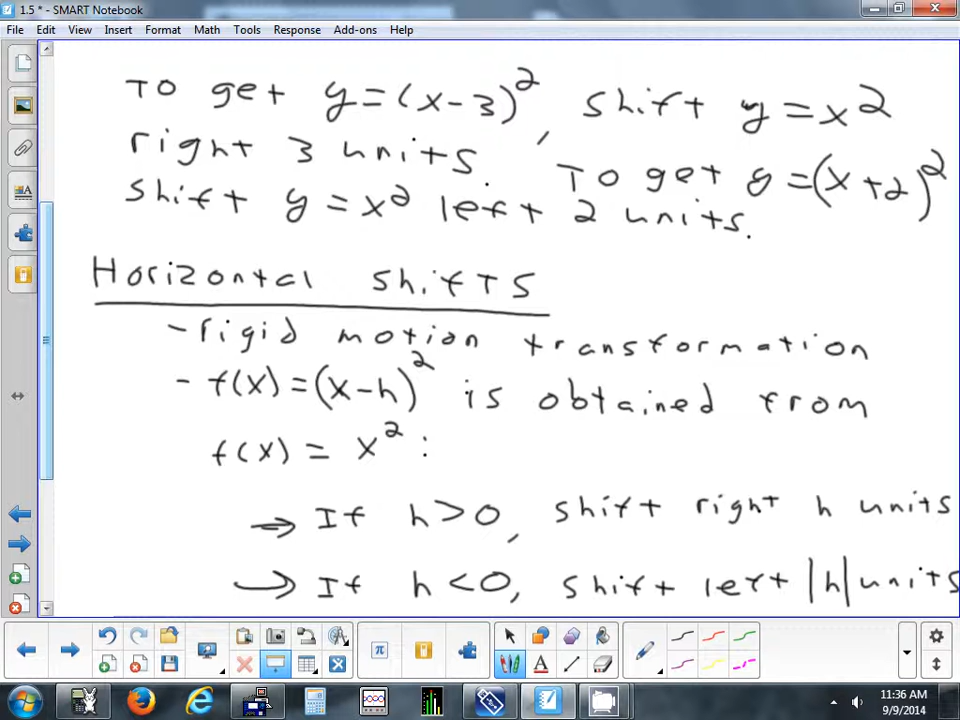 1.5 * - SMART Notebook
File Edit View Insert Format Math Tools Response Add-ons Help
To get y=(x-3)², shift y=x²
right 3 units. To get y=(x+2)²
shift y=x² left 2 units.
Horizontal shifts
- rigid motion transformation
- f(x)=(x-h)² is obtained from
f(x) = x² :
→ If h>0, shift right h units
→ If h<0, shift left |h| units
11:36 AM
9/9/2014